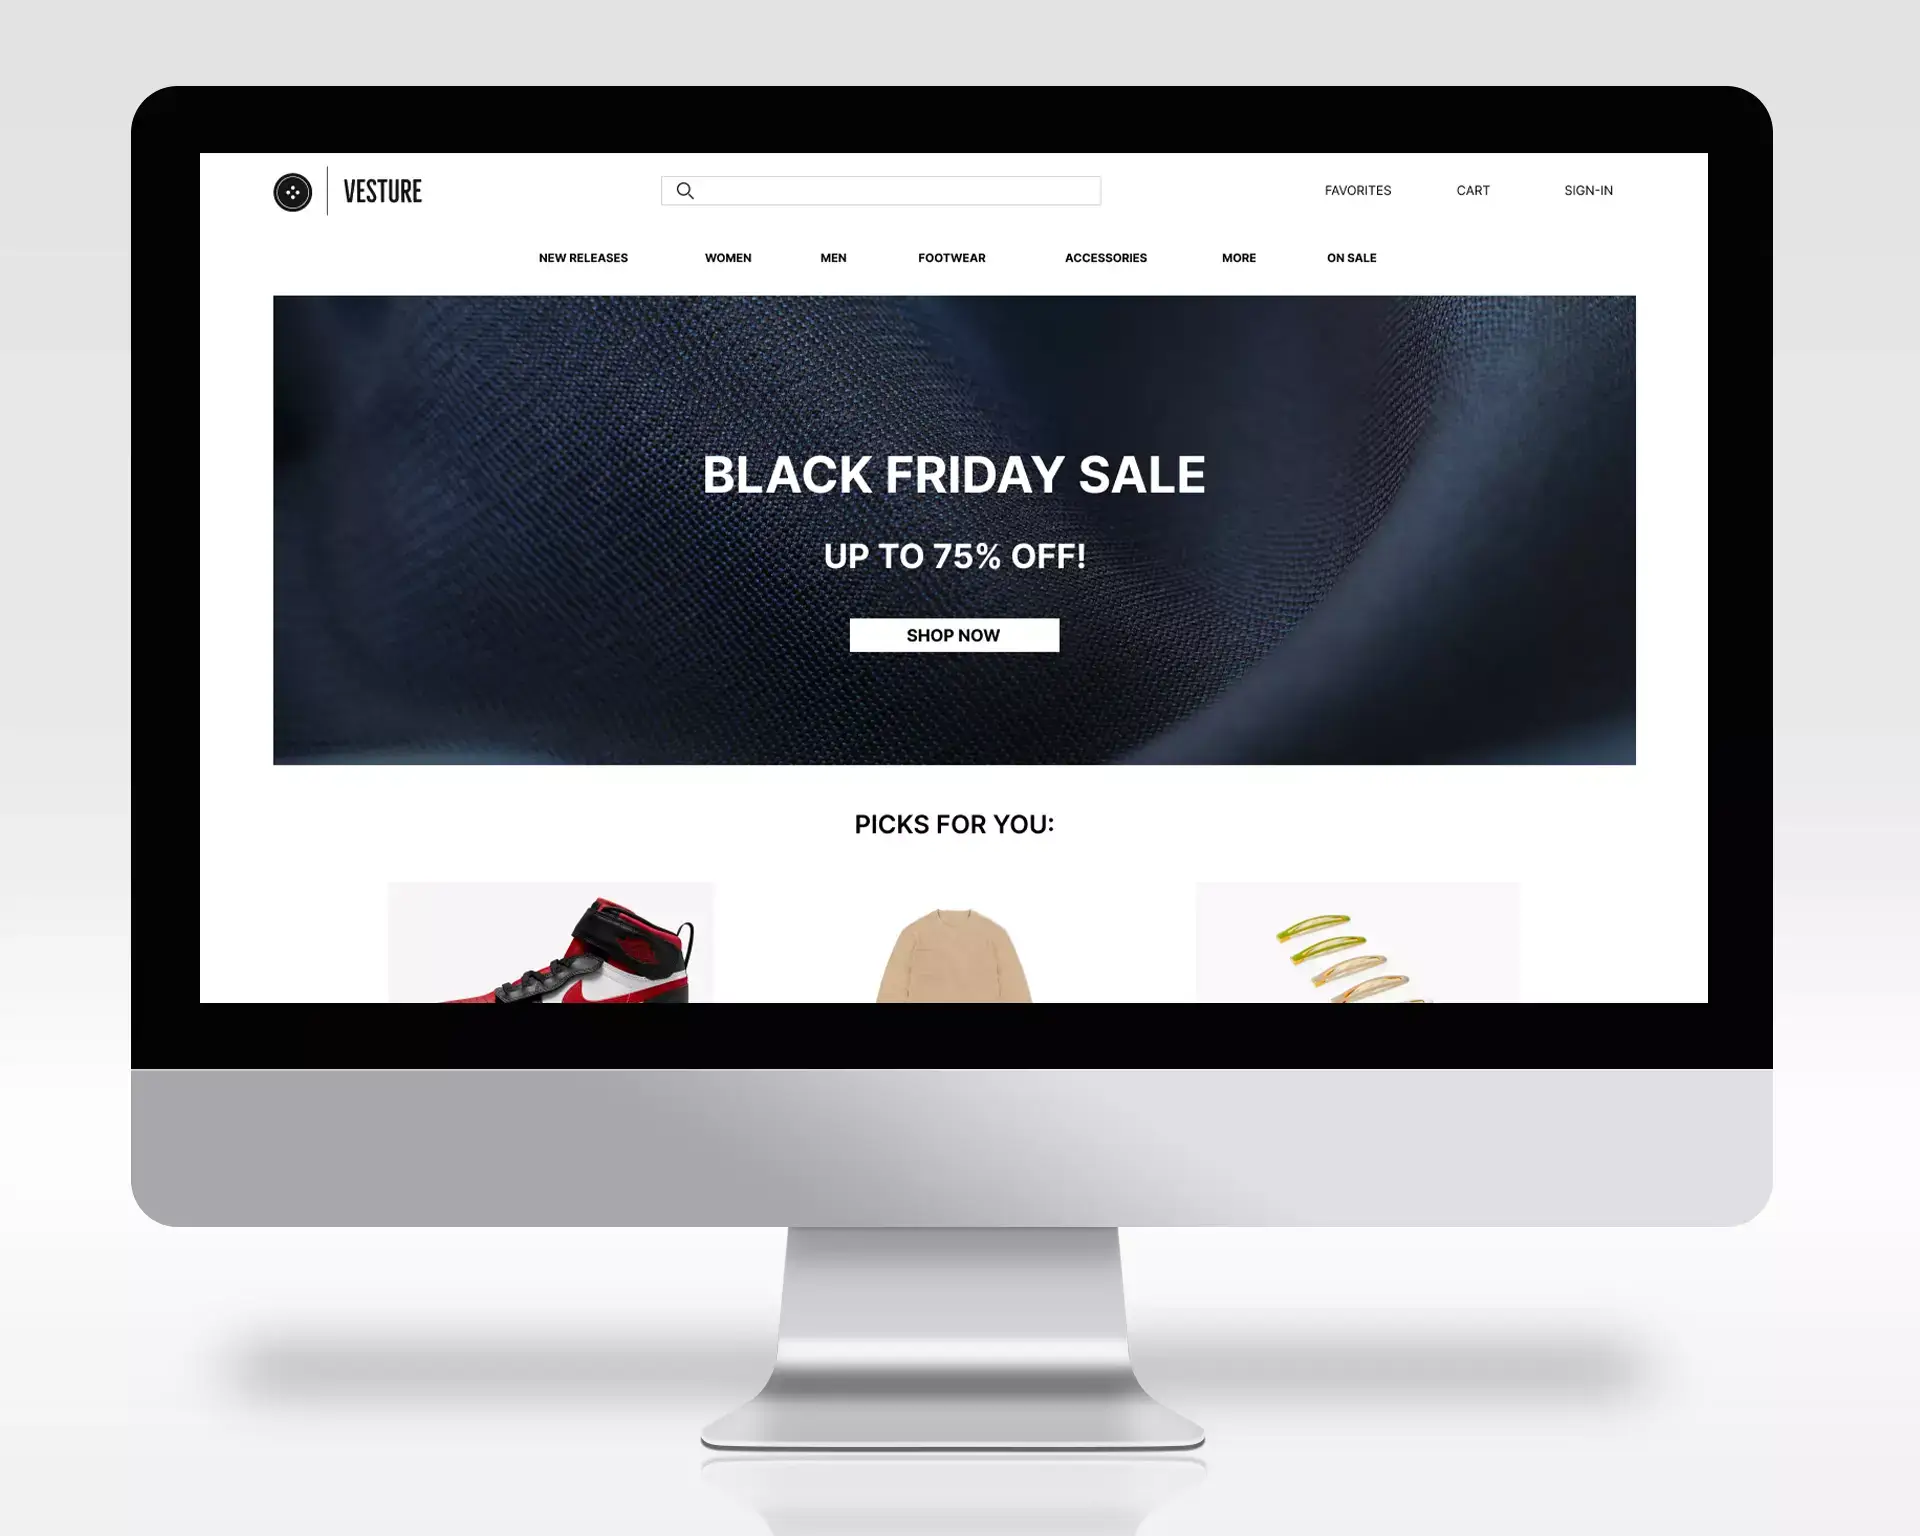 VESTURE
FAVORITES CART SIGN-IN
NEW RELEASES WOMEN MEN FOOTWEAR ACCESSORIES MORE ON SALE
BLACK FRIDAY SALE
UP TO 75% OFF!
SHOP NOW
PICKS FOR YOU: